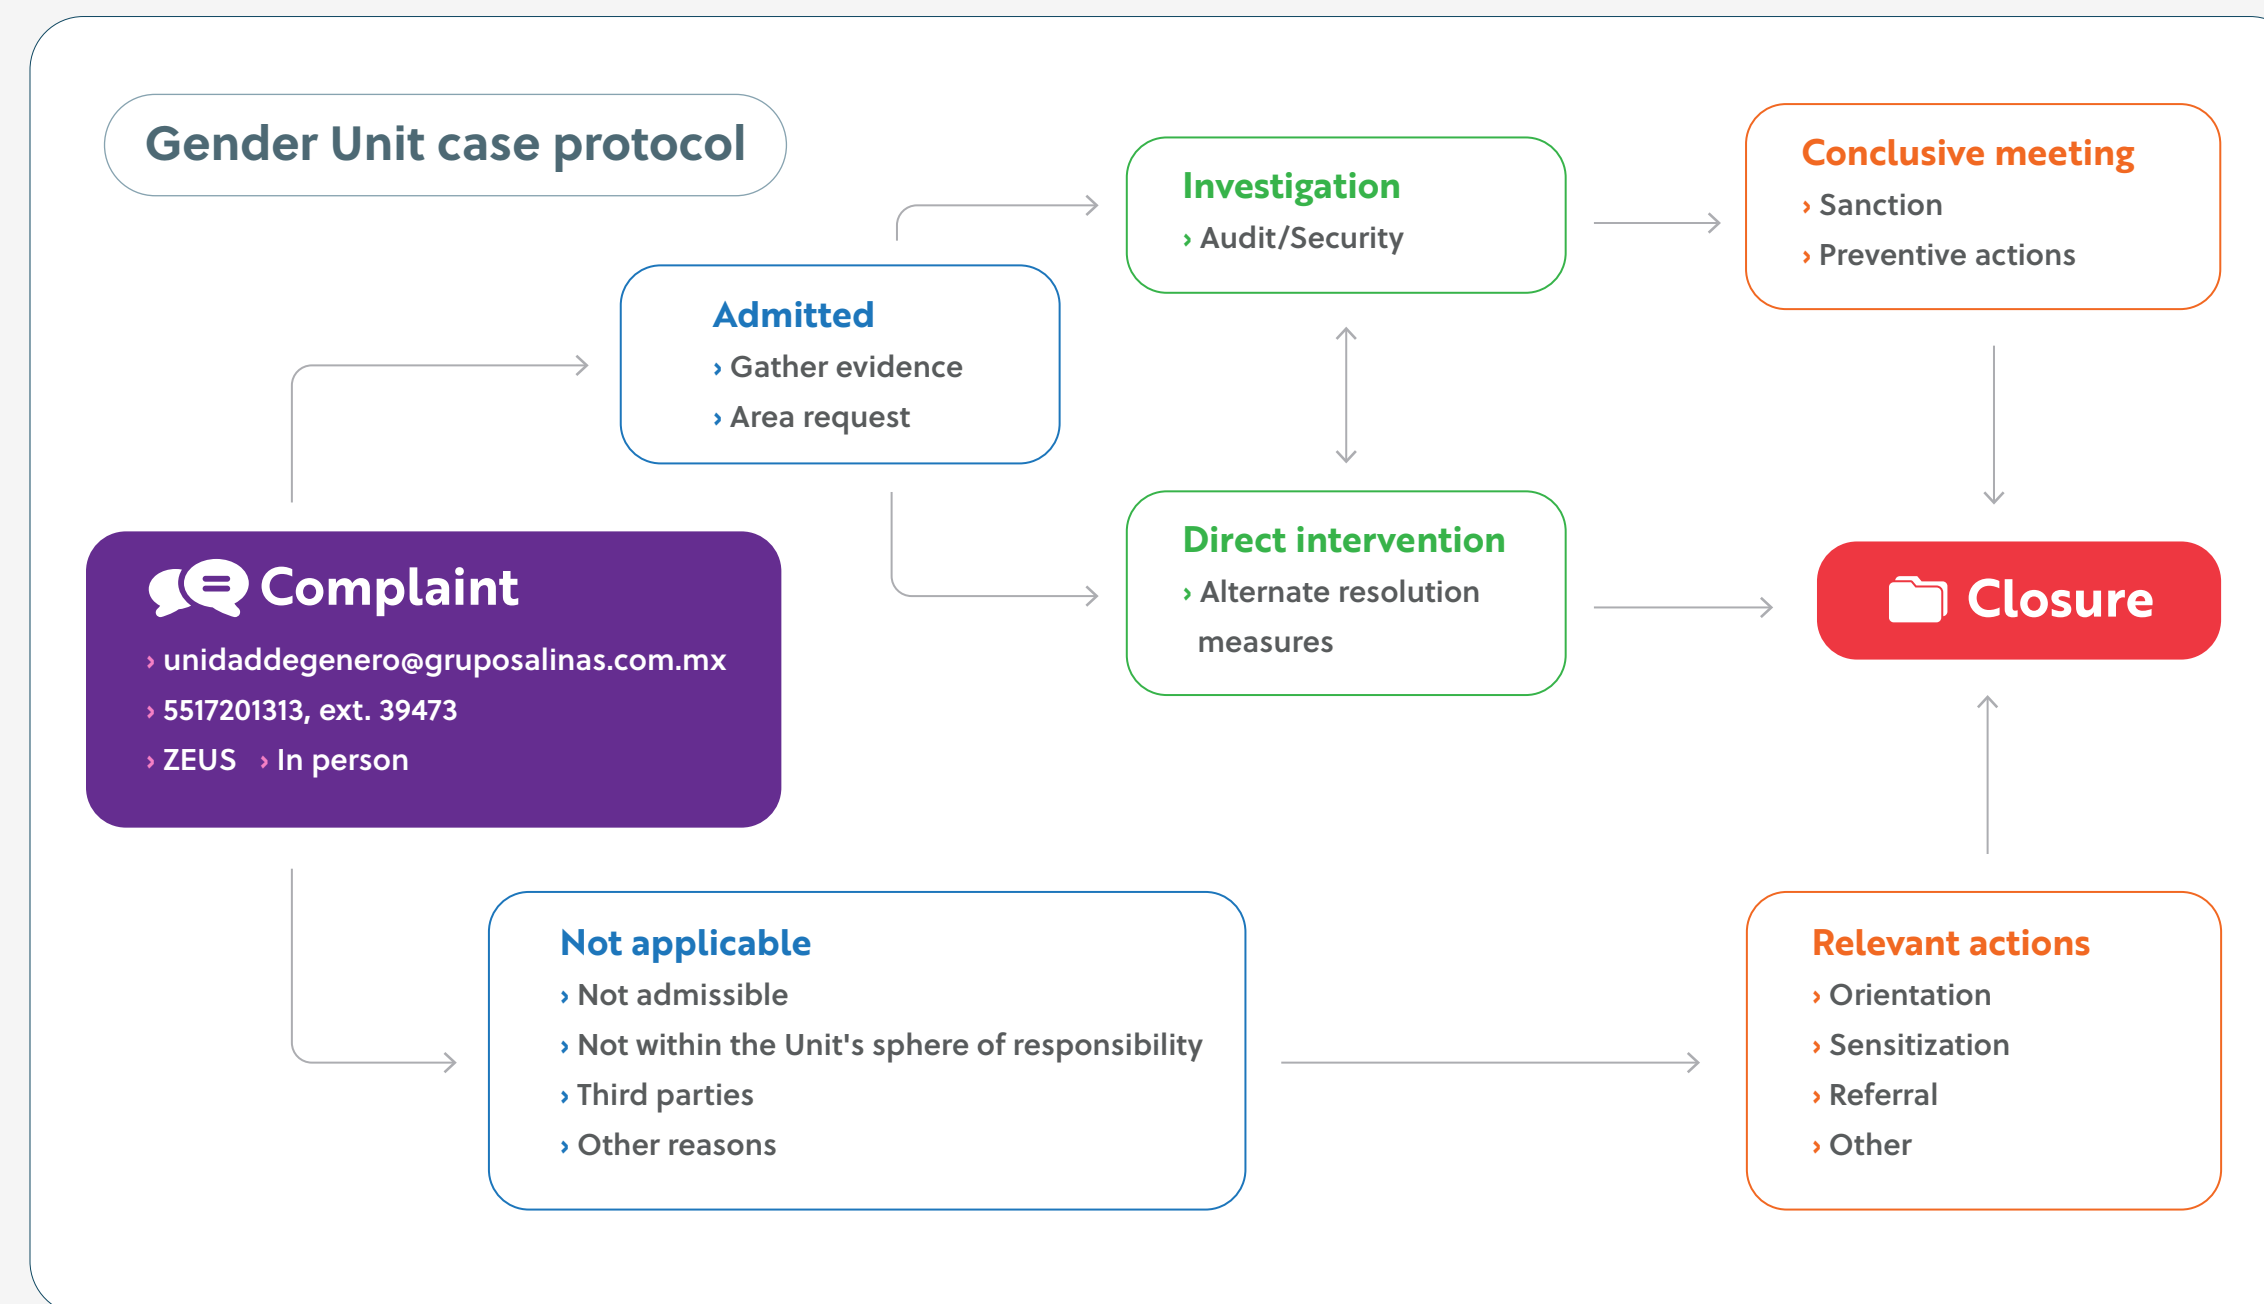 Gender Unit case protocol
Complaint
› unidaddegenero@gruposalinas.com.mx
› 5517201313, ext. 39473
› ZEUS › In person
Admitted
› Gather evidence
› Area request
Investigation
› Audit/Security
Direct intervention
› Alternate resolution
measures
Conclusive meeting
› Sanction
› Preventive actions
Closure
Not applicable
› Not admissible
› Not within the Unit's sphere of responsibility
› Third parties
› Other reasons
Relevant actions
› Orientation
› Sensitization
› Referral
› Other